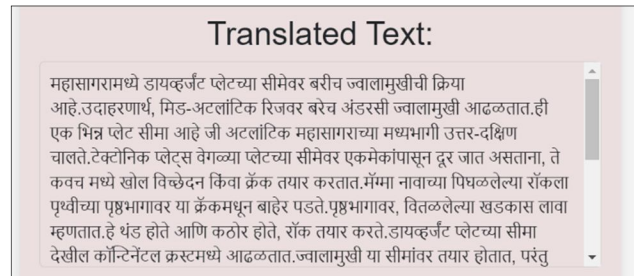 Translated Text:
महासागरामध्ये डायव्हर्जंट प्लेटच्या सीमेवर बरीच ज्वालामुखीची क्रिया
आहे.उदाहरणार्थ, मिड-अटलांटिक रिजवर बरेच अंडरसी ज्वालामुखी आढळतात.ही
एक भिन्न प्लेट सीमा आहे जी अटलांटिक महासागराच्या मध्यभागी उत्तर-दक्षिण
चालते.टेक्टोनिक प्लेट्स वेगळ्या प्लेटच्या सीमेवर एकमेकांपासून दूर जात असताना, ते
कवच मध्ये खोल विच्छेदन किंवा क्रॅक तयार करतात.मॅग्मा नावाच्या पिघळलेल्या रॉकला
पृथ्वीच्या पृष्ठभागावर या क्रॅकमधून बाहेर पडते.पृष्ठभागावर, वितळलेल्या खडकास लावा
म्हणतात.हे थंड होते आणि कठोर होते, रॉक तयार करते.डायव्हर्जंट प्लेटच्या सीमा
देखील कॉन्टिनेंटल क्रस्टमध्ये आढळतात.ज्वालामुखी या सीमांवर तयार होतात, परंतु